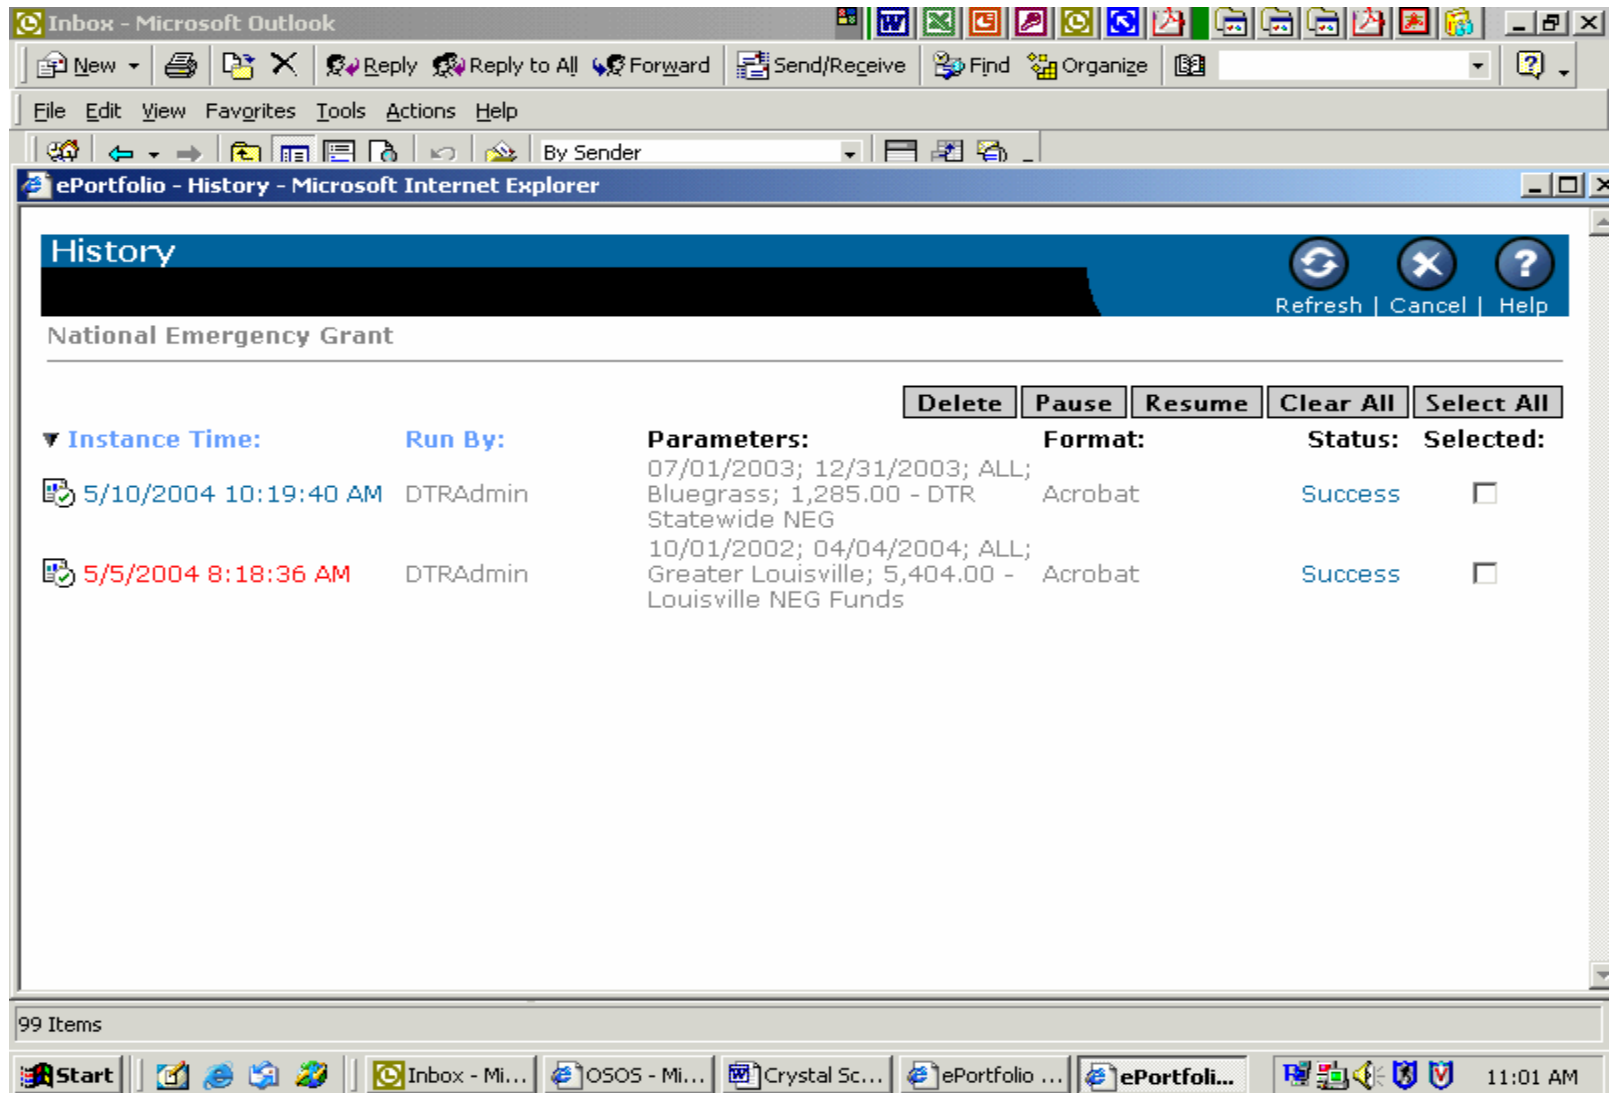 Inbox - Microsoft Outlook
New Reply Reply to All Forward Send/Receive Find Organize
File Edit View Favorites Tools Actions Help
By Sender
ePortfolio - History - Microsoft Internet Explorer
History
Refresh | Cancel | Help
National Emergency Grant
Delete Pause Resume Clear All Select All
Instance Time: Run By: Parameters: Format: Status: Selected:
07/01/2003; 12/31/2003; ALL;
5/10/2004 10:19:40 AM DTRAdmin Bluegrass; 1,285.00 - DTR Acrobat Success
Statewide NEG
10/01/2002; 04/04/2004; ALL;
5/5/2004 8:18:36 AM DTRAdmin Greater Louisville; 5,404.00 - Acrobat Success
Louisville NEG Funds
99 Items
Start Inbox - Mi... OSOS - Mi... Crystal Sc... ePortfolio ... ePortfoli... 11:01 AM